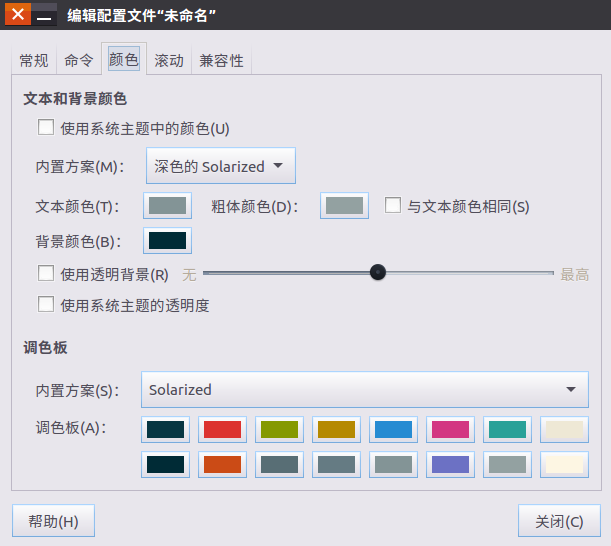 编辑配置文件“未命名”
常规 命令 颜色 滚动 兼容性
文本和背景颜色
使用系统主题中的颜色(U)
内置方案(M)： 深色的 Solarized
文本颜色(T)： 粗体颜色(D)： 与文本颜色相同(S)
背景颜色(B)：
使用透明背景(R) 无 最高
使用系统主题的透明度
调色板
内置方案(S)： Solarized
调色板(A)：
帮助(H) 关闭(C)